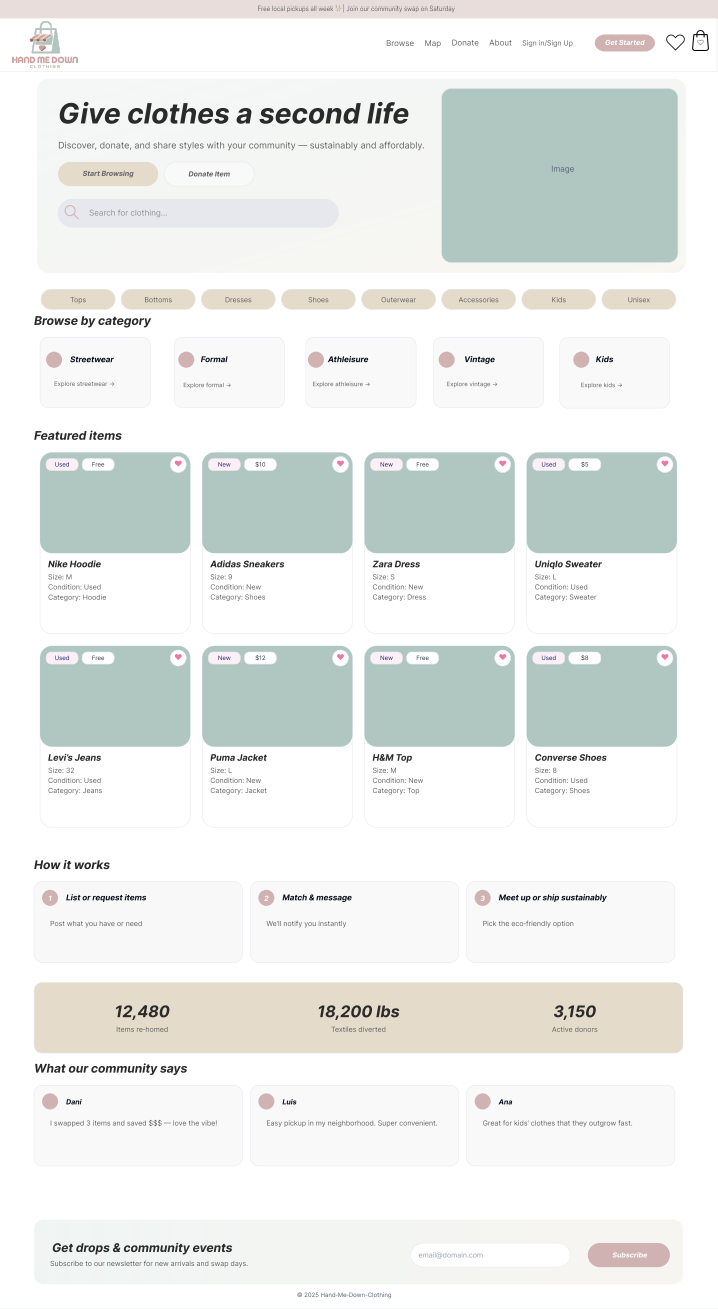 Free local pickups all week ✨| Join our community swap on Saturday
HAND ME DOWN
CLOTHING
Browse Map Donate About Sign in/Sign Up Get Started
Give clothes a second life
Discover, donate, and share styles with your community — sustainably and affordably.
Image
Start Browsing Donate Item
Search for clothing...
Tops Bottoms Dresses Shoes Outerwear Accessories Kids Unisex
Browse by category
Streetwear Formal Athleisure Vintage Kids
Explore streetwear → Explore formal → Explore athleisure → Explore vintage → Explore kids →
Featured items
Used Free New $10 New Free Used $5
Nike Hoodie Adidas Sneakers Zara Dress Uniqlo Sweater
Size: M Size: 9 Size: S Size: L
Condition: Used Condition: New Condition: New Condition: Used
Category: Hoodie Category: Shoes Category: Dress Category: Sweater
Used Free New $12 New Free Used $8
Levi's Jeans Puma Jacket H&M Top Converse Shoes
Size: 32 Size: L Size: M Size: 8
Condition: Used Condition: New Condition: New Condition: Used
Category: Jeans Category: Jacket Category: Top Category: Shoes
How it works
1 List or request items 2 Match & message 3 Meet up or ship sustainably
Post what you have or need We'll notify you instantly Pick the eco-friendly option
12,480 18,200 lbs 3,150
Items re-homed Textiles diverted Active donors
What our community says
Dani Luis Ana
I swapped 3 items and saved $$$ — love the vibe! Easy pickup in my neighborhood. Super convenient. Great for kids' clothes that they outgrow fast.
Get drops & community events
Subscribe to our newsletter for new arrivals and swap days.
email@domain.com Subscribe
© 2025 Hand-Me-Down-Clothing